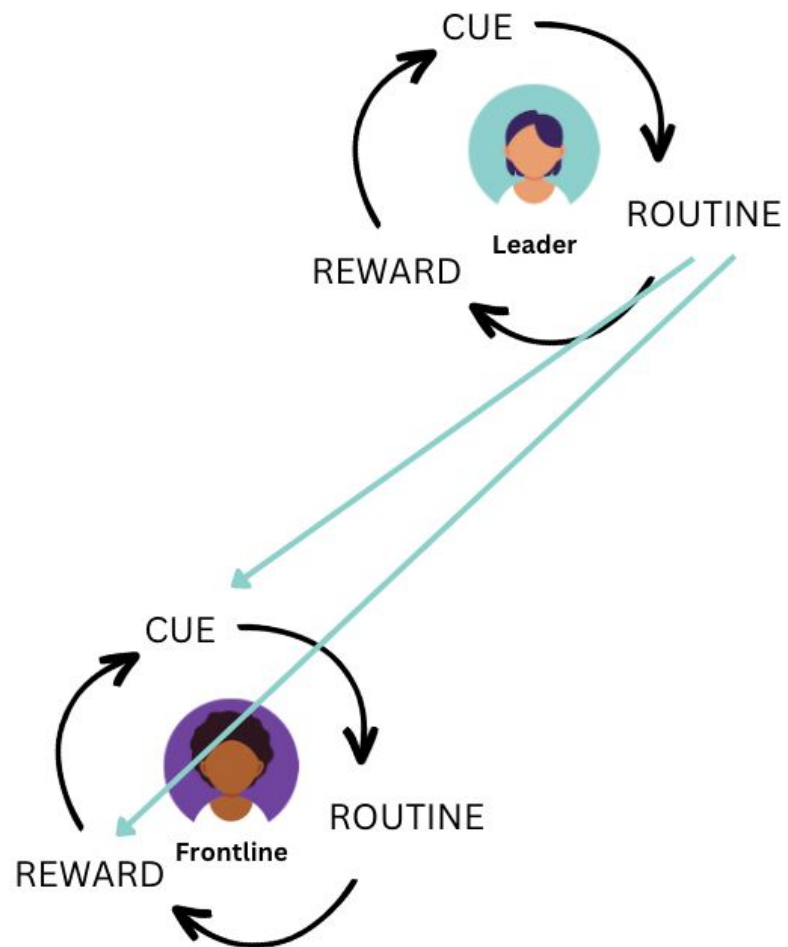 CUE
ROUTINE
Leader
REWARD
CUE
ROUTINE
Frontline
REWARD